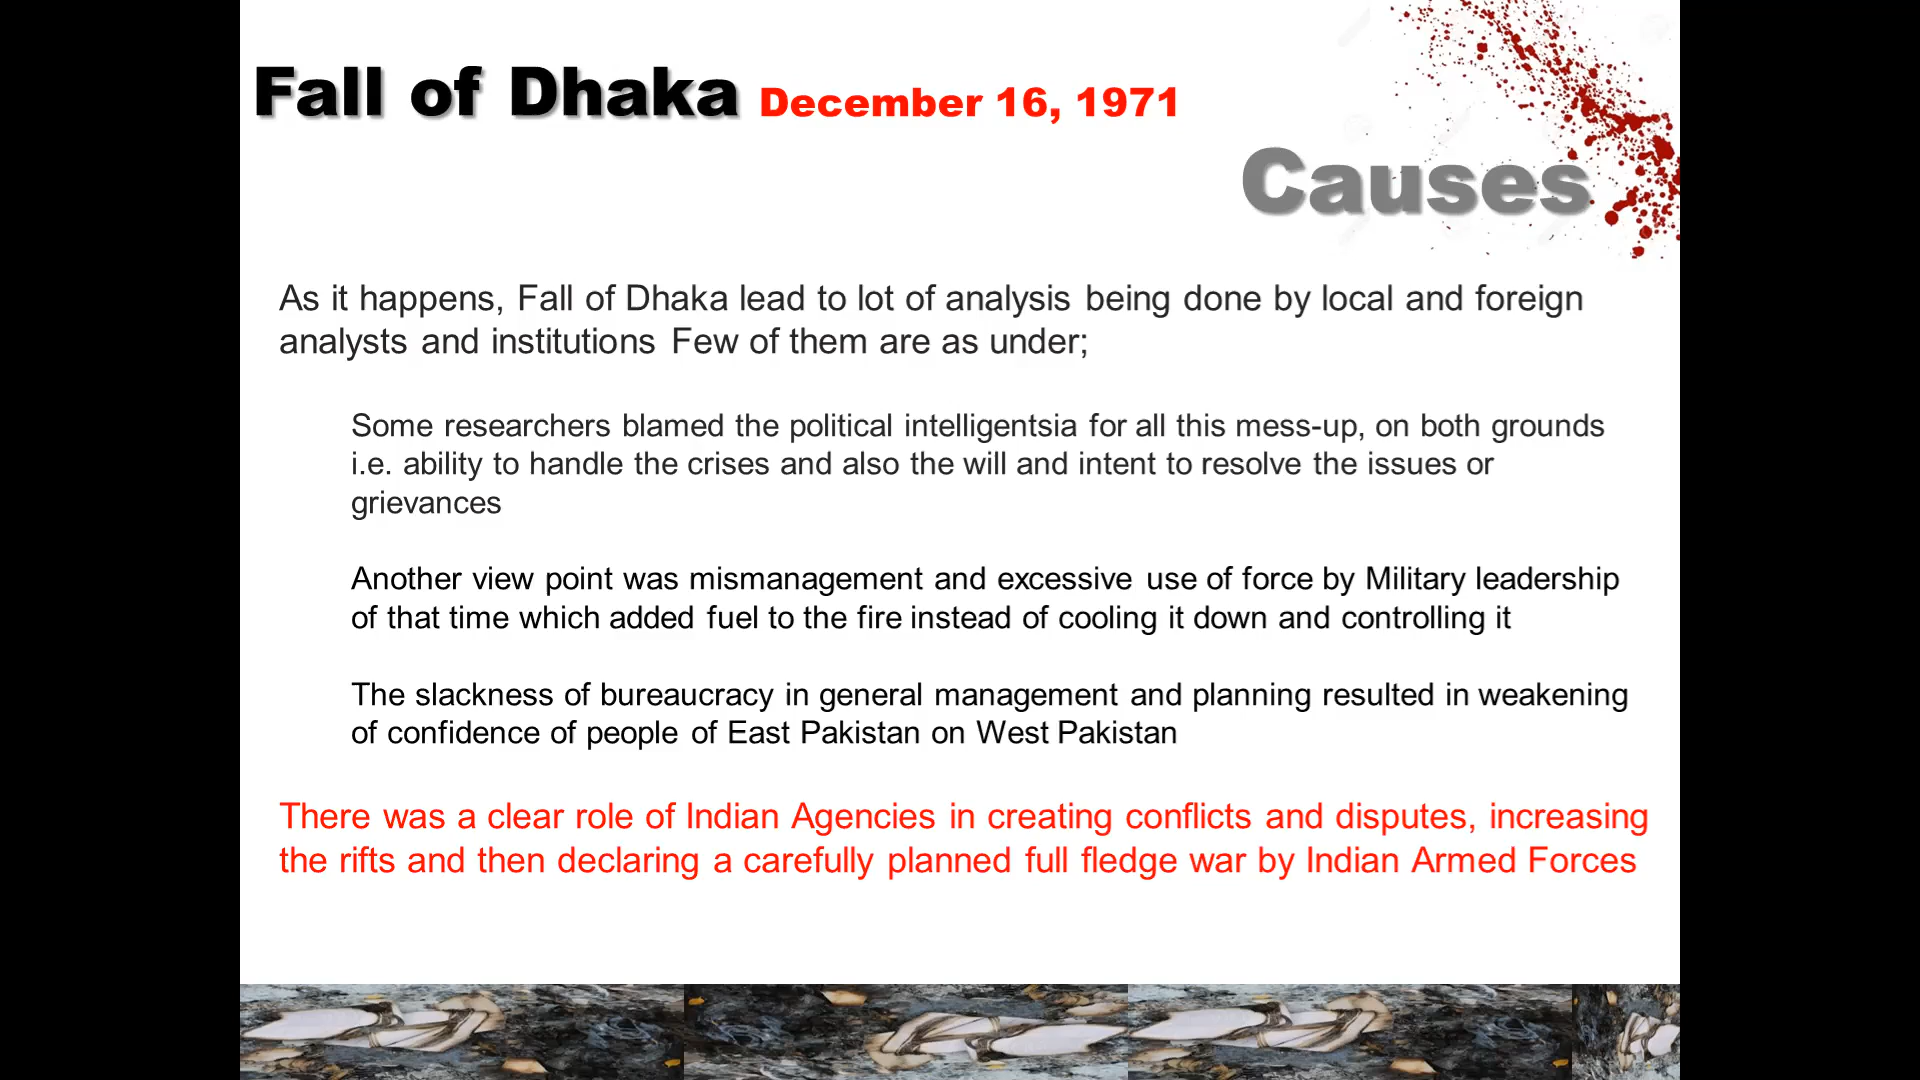 Fall of Dhaka December 16, 1971
Causes
As it happens, Fall of Dhaka lead to lot of analysis being done by local and foreign
analysts and institutions Few of them are as under;
Some researchers blamed the political intelligentsia for all this mess-up, on both grounds
i.e. ability to handle the crises and also the will and intent to resolve the issues or
grievances
Another view point was mismanagement and excessive use of force by Military leadership
of that time which added fuel to the fire instead of cooling it down and controlling it
The slackness of bureaucracy in general management and planning resulted in weakening
of confidence of people of East Pakistan on West Pakistan
There was a clear role of Indian Agencies in creating conflicts and disputes, increasing
the rifts and then declaring a carefully planned full fledge war by Indian Armed Forces